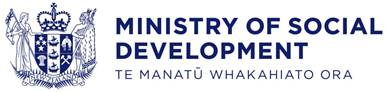 MINISTRY OF SOCIAL
DEVELOPMENT
TE MANATŪ WHAKAHIATO ORA